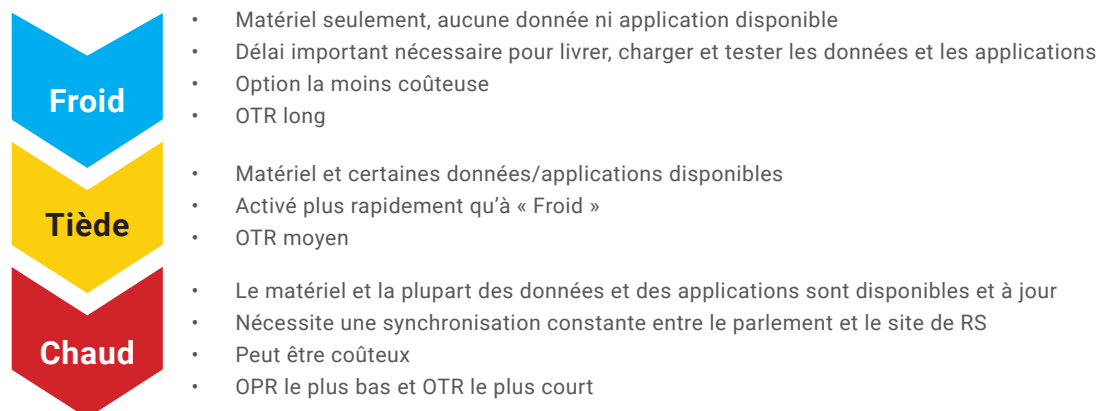 Froid
• Matériel seulement, aucune donnée ni application disponible
• Délai important nécessaire pour livrer, charger et tester les données et les applications
• Option la moins coûteuse
• OTR long
Tiède
• Matériel et certaines données/applications disponibles
• Activé plus rapidement qu’à « Froid »
• OTR moyen
Chaud
• Le matériel et la plupart des données et des applications sont disponibles et à jour
• Nécessite une synchronisation constante entre le parlement et le site de RS
• Peut être coûteux
• OPR le plus bas et OTR le plus court